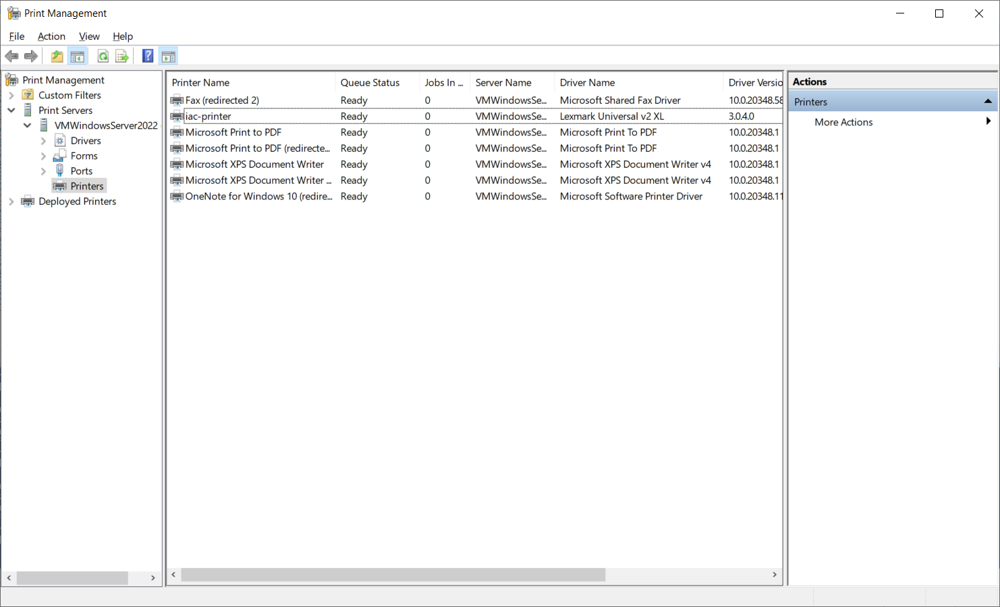 Print Management
File Action View Help
Print Management
Custom Filters
Print Servers
VMWindowsServer2022
Drivers
Forms
Ports
Printers
Deployed Printers
Printer Name Queue Status Jobs In ... Server Name Driver Name Driver Versio
Fax (redirected 2) Ready 0 VMWindowsSe... Microsoft Shared Fax Driver 10.0.20348.58
iac-printer Ready 0 VMWindowsSe... Lexmark Universal v2 XL 3.0.4.0
Microsoft Print to PDF Ready 0 VMWindowsSe... Microsoft Print To PDF 10.0.20348.1
Microsoft Print to PDF (redirecte... Ready 0 VMWindowsSe... Microsoft Print To PDF 10.0.20348.1
Microsoft XPS Document Writer Ready 0 VMWindowsSe... Microsoft XPS Document Writer v4 10.0.20348.1
Microsoft XPS Document Writer ... Ready 0 VMWindowsSe... Microsoft XPS Document Writer v4 10.0.20348.1
OneNote for Windows 10 (redire... Ready 0 VMWindowsSe... Microsoft Software Printer Driver 10.0.20348.11
Actions
Printers
More Actions